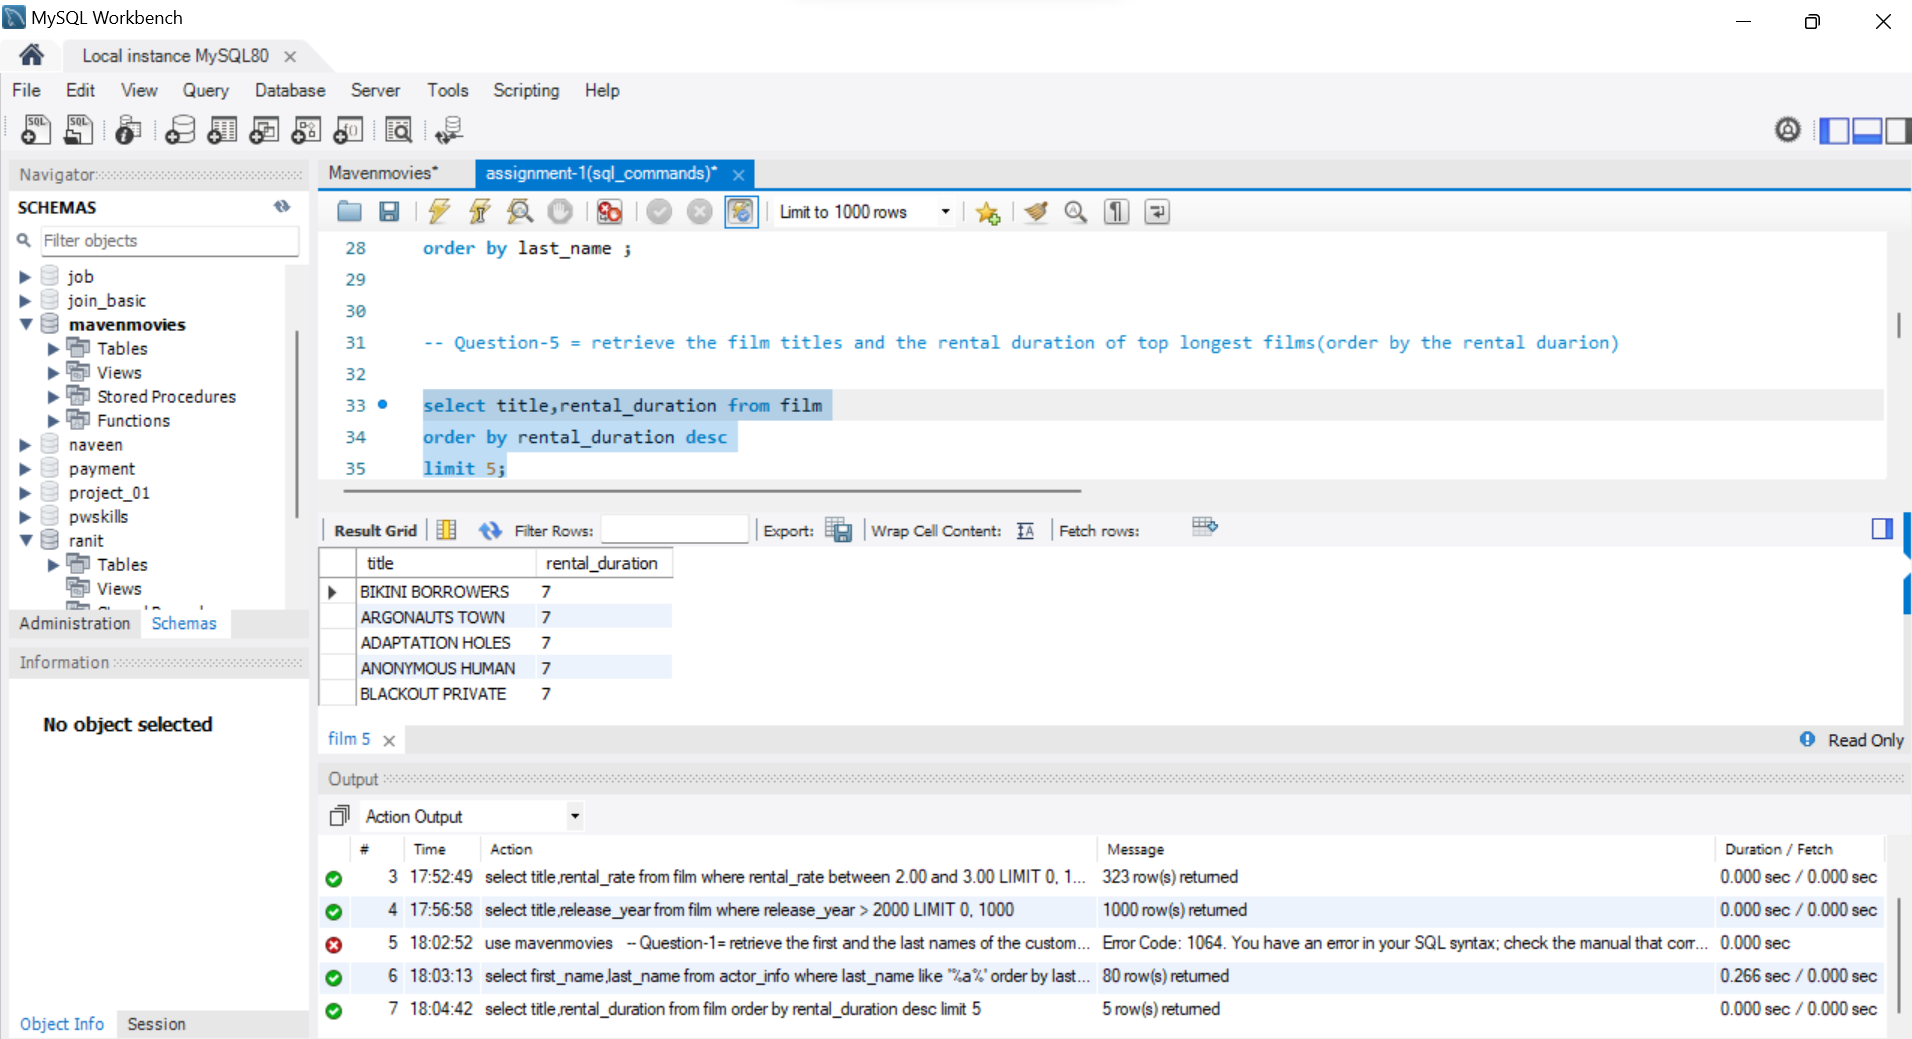 MySQL Workbench
Local instance MySQL80
File Edit View Query Database Server Tools Scripting Help
Navigator
SCHEMAS
Filter objects
job
join_basic
mavenmovies
Tables
Views
Stored Procedures
Functions
naveen
payment
project_01
pwskills
ranit
Tables
Views
Administration Schemas
Information
No object selected
Object Info Session
Mavenmovies* assignment-1(sql_commands)*
Limit to 1000 rows
28 order by last_name ;
29
30
31 -- Question-5 = retrieve the film titles and the rental duration of top longest films(order by the rental duarion)
32
33 select title,rental_duration from film
34 order by rental_duration desc
35 limit 5;
Result Grid Filter Rows: Export: Wrap Cell Content: Fetch rows:
title rental_duration
BIKINI BORROWERS 7
ARGONAUTS TOWN 7
ADAPTATION HOLES 7
ANONYMOUS HUMAN 7
BLACKOUT PRIVATE 7
film 5 Read Only
Output
Action Output
# Time Action Message Duration / Fetch
3 17:52:49 select title,rental_rate from film where rental_rate between 2.00 and 3.00 LIMIT 0, 1... 323 row(s) returned 0.000 sec / 0.000 sec
4 17:56:58 select title,release_year from film where release_year > 2000 LIMIT 0, 1000 1000 row(s) returned 0.000 sec / 0.000 sec
5 18:02:52 use mavenmovies -- Question-1= retrieve the first and the last names of the custom... Error Code: 1064. You have an error in your SQL syntax; check the manual that corr... 0.000 sec
6 18:03:13 select first_name,last_name from actor_info where last_name like '%a%' order by last... 80 row(s) returned 0.266 sec / 0.000 sec
7 18:04:42 select title,rental_duration from film order by rental_duration desc limit 5 5 row(s) returned 0.000 sec / 0.000 sec